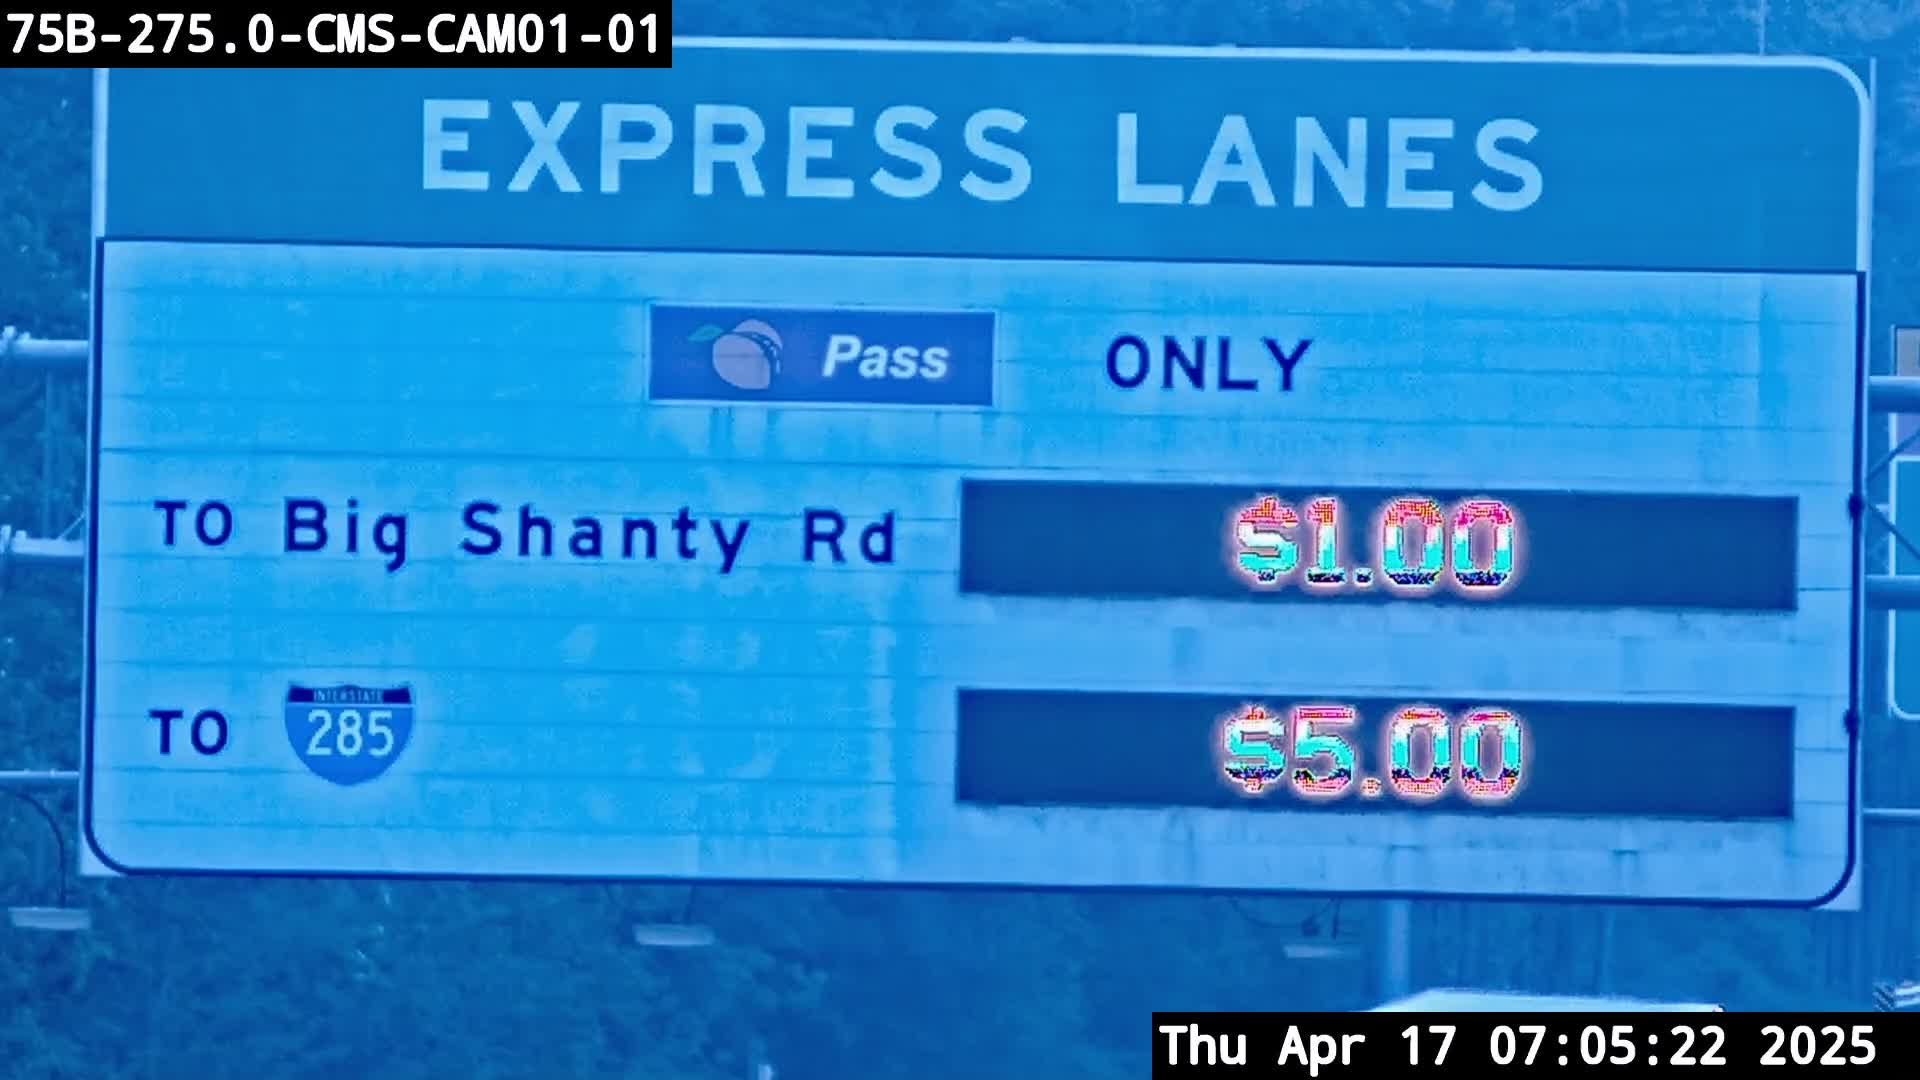 75B-275.0-CMS-CAM01-01
EXPRESS LANES
Pass ONLY
TO Big Shanty Rd $1.00
INTERSTATE
TO 285 $5.00
Thu Apr 17 07:05:22 2025